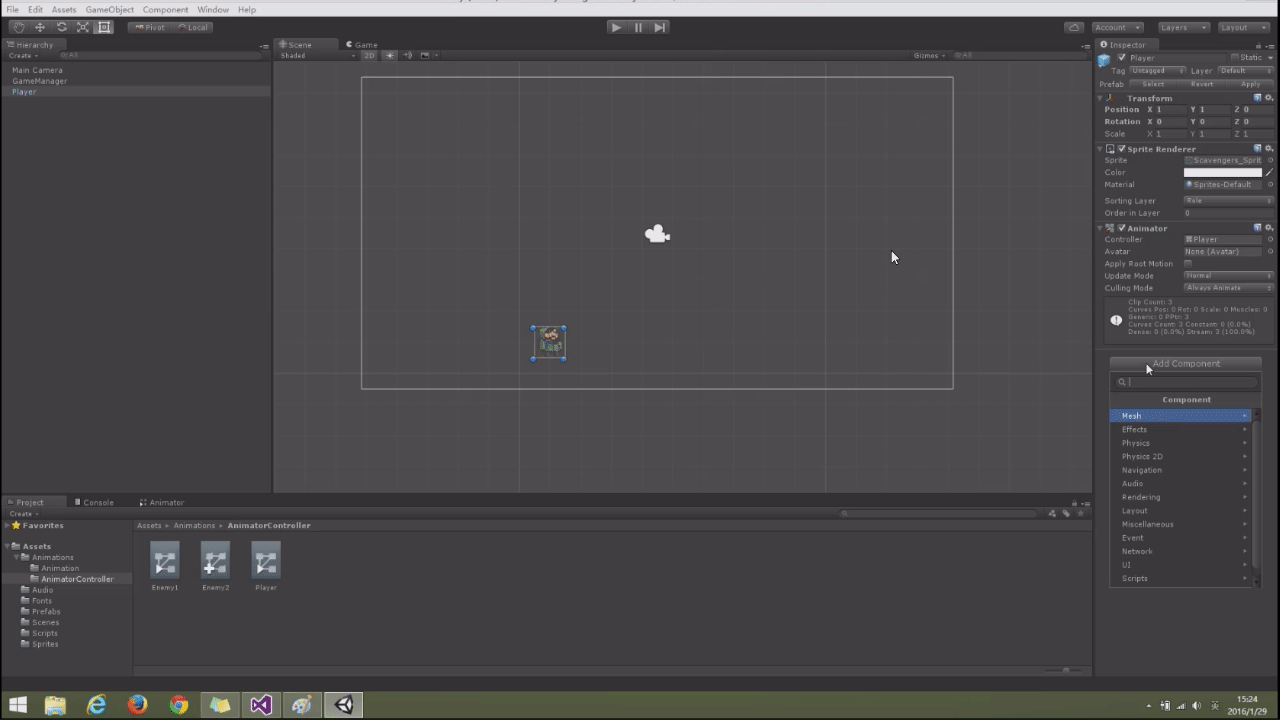 File Edit Assets GameObject Component Window Help
Pivot Local
Account Layers Layout
Hierarchy
Create All
Main Camera
GameManager
Player
Scene Game
Shaded 2D Gizmos All
Inspector
Player Static
Tag Untagged Layer Default
Prefab Select Revert Apply
Transform
Position X 1 Y 1 Z 0
Rotation X 0 Y 0 Z 0
Scale X 1 Y 1 Z 1
Sprite Renderer
Sprite Scavengers_Sprit
Color
Material Sprites-Default
Sorting Layer Role
Order in Layer 0
Animator
Controller Player
Avatar None (Avatar)
Apply Root Motion
Update Mode Normal
Culling Mode Always Animate
Clip Count: 3
Curves Pos: 0 Rot: 0 Scale: 0 Muscles: 0
Generic: 0 PPtr: 3
Curves Count: 3 Constant: 0 (0.0%)
Dense: 0 (0.0%) Stream: 3 (100.0%)
Add Component
Component
Mesh
Effects
Physics
Physics 2D
Navigation
Audio
Rendering
Layout
Miscellaneous
Event
Network
UI
Scripts
Project Console Animator
Create
Favorites
Assets
Animations
Animation
AnimatorController
Audio
Fonts
Prefabs
Scenes
Scripts
Sprites
Assets Animations AnimatorController
Enemy1 Enemy2 Player
15:24
2016/1/29